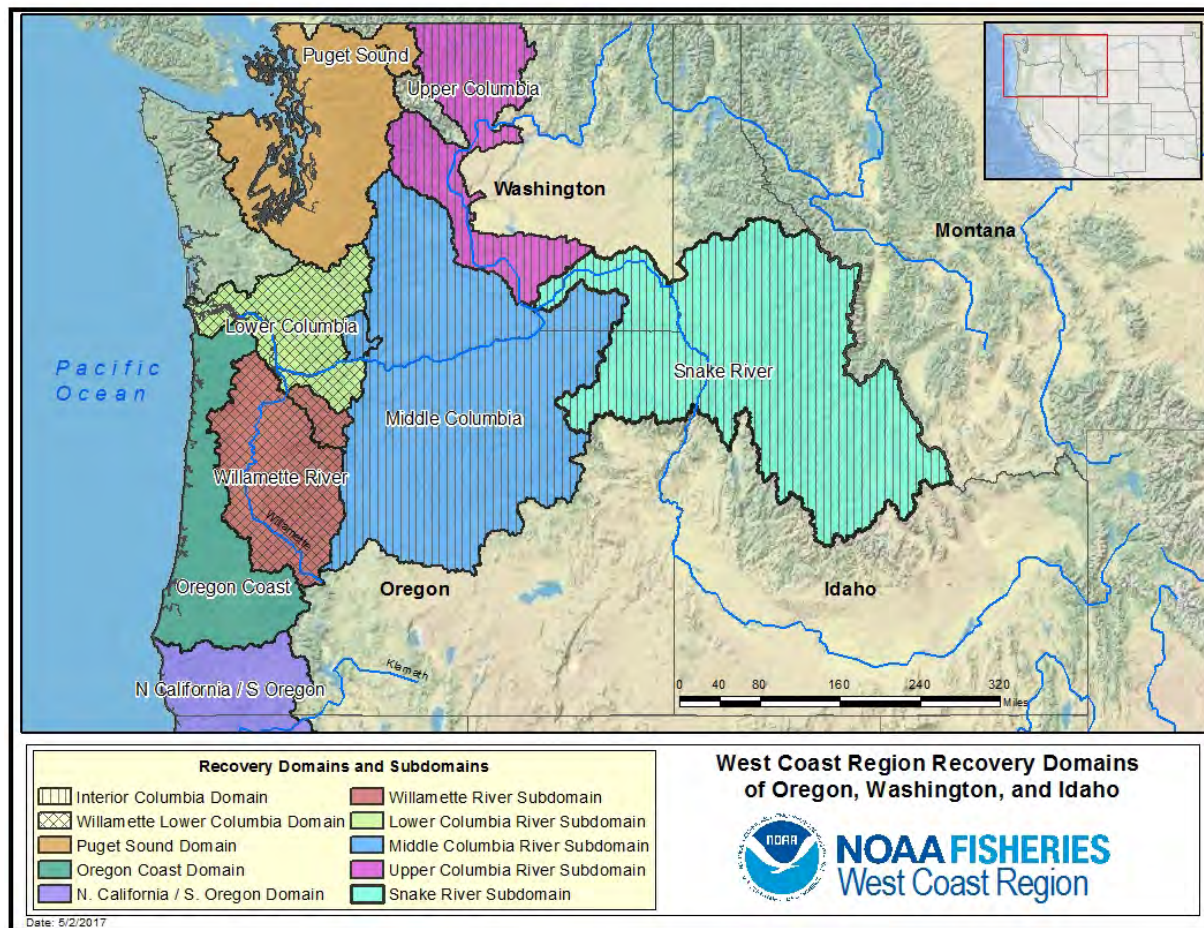 Puget Sound
Upper Columbia
Washington
Montana
Lower Columbia
Pacific
Ocean
Snake River
Middle Columbia
Willamette River
Willamette
Oregon Coast
Oregon
Idaho
Klamath
N California / S Oregon
0 40 80 160 240 320
Miles
Recovery Domains and Subdomains
Interior Columbia Domain
Willamette Lower Columbia Domain
Puget Sound Domain
Oregon Coast Domain
N. California / S. Oregon Domain
Willamette River Subdomain
Lower Columbia River Subdomain
Middle Columbia River Subdomain
Upper Columbia River Subdomain
Snake River Subdomain
West Coast Region Recovery Domains
of Oregon, Washington, and Idaho
NOAA
NOAA FISHERIES
West Coast Region
Date: 5/2/2017